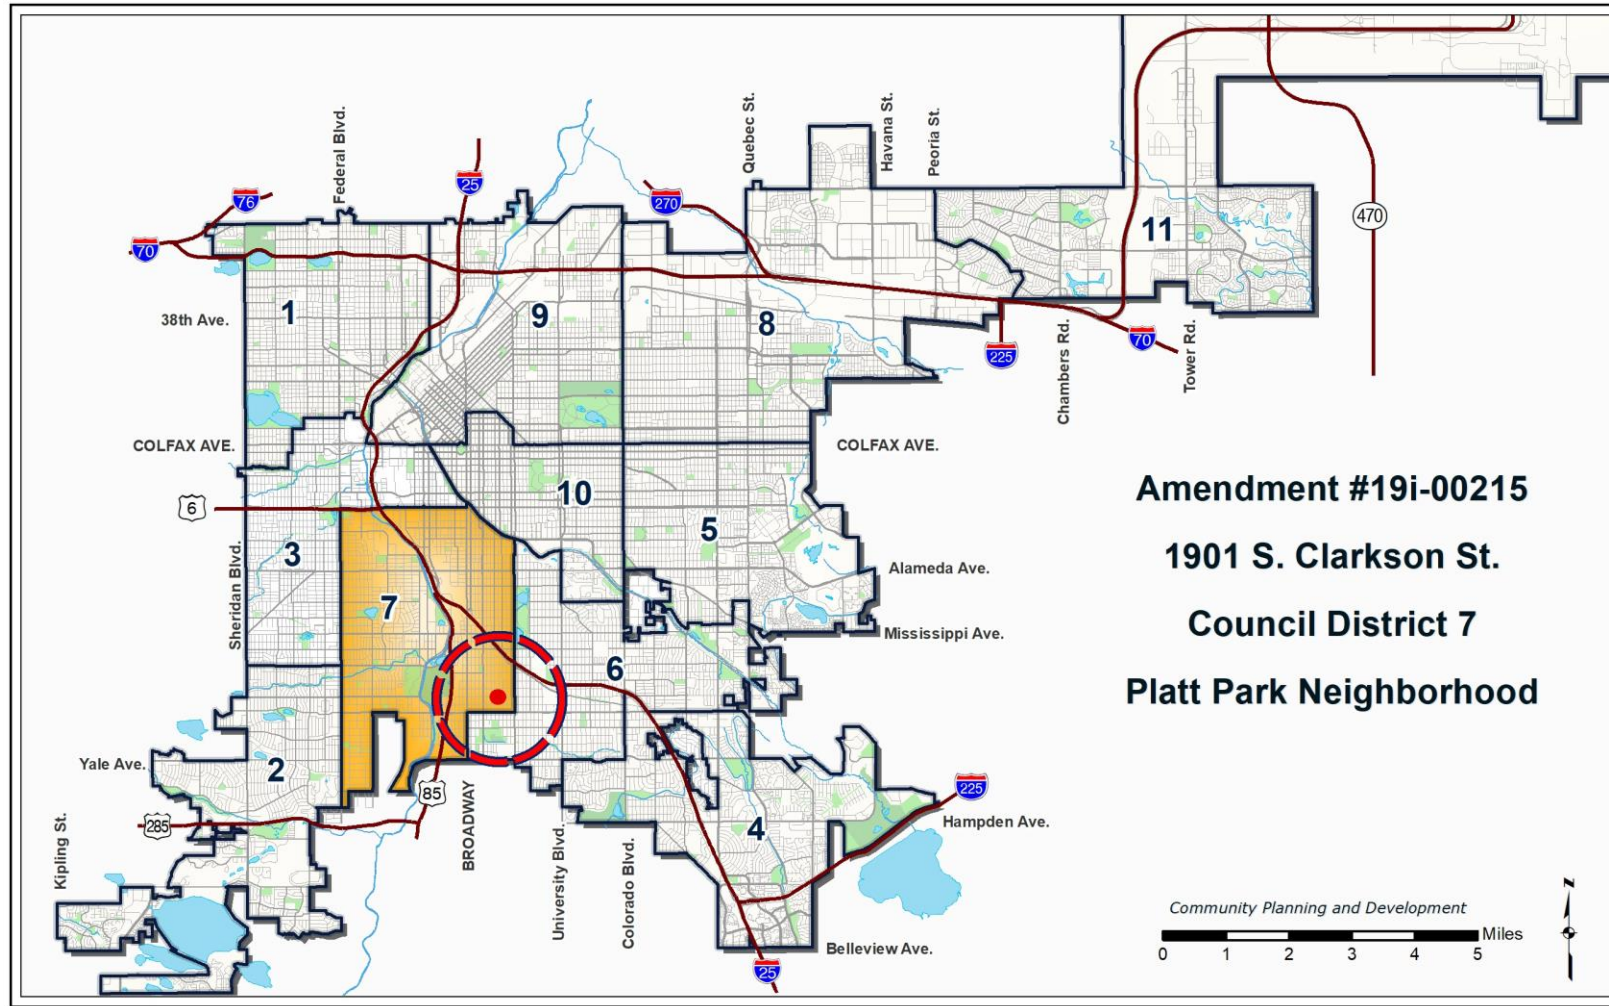 Federal Blvd.
Quebec St.
Havana St.
Peoria St.
76
25
270
470
70
11
1
9
8
38th Ave.
225
70
Chambers Rd.
Tower Rd.
COLFAX AVE.
COLFAX AVE.
6
10
5
3
Sheridan Blvd.
Alameda Ave.
7
Mississippi Ave.
6
Amendment #19i-00215
1901 S. Clarkson St.
Council District 7
Platt Park Neighborhood
Yale Ave.
2
85
285
BROADWAY
225
Hampden Ave.
4
Kipling St.
University Blvd.
Colorado Blvd.
Belleview Ave.
25
Community Planning and Development
Miles
0 1 2 3 4 5
N